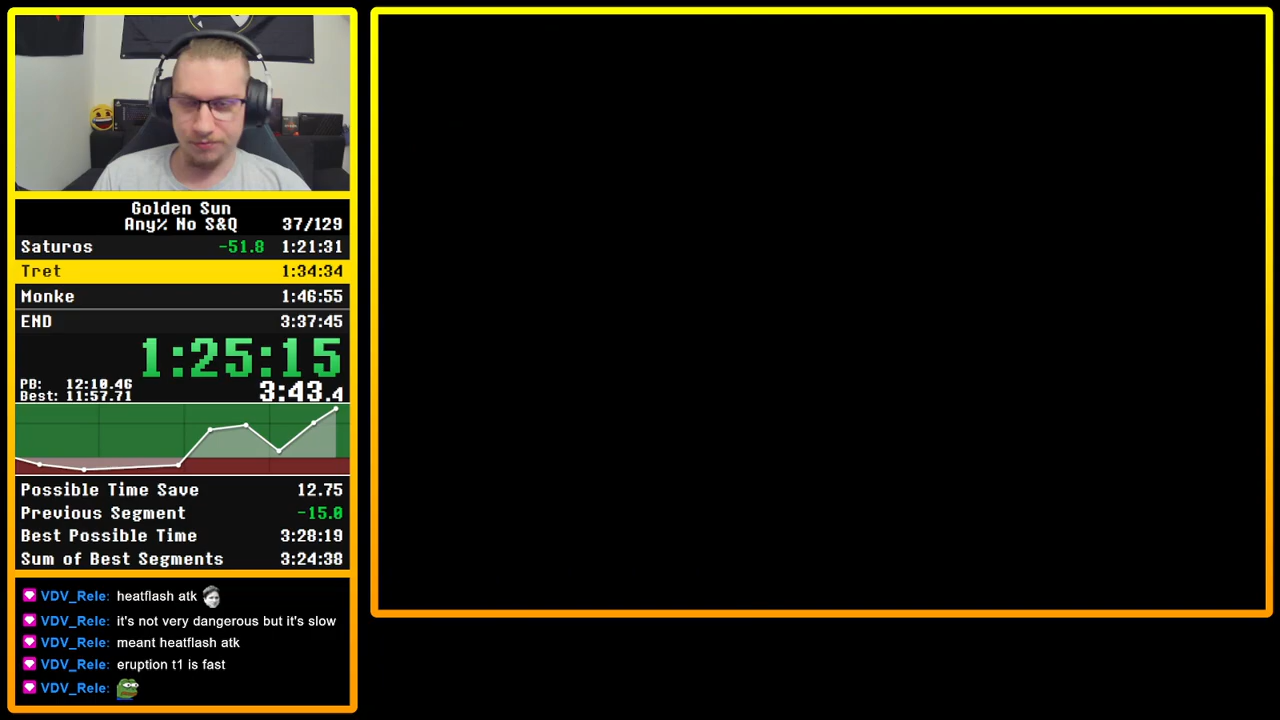 Golden Sun
Any% No S&Q 37/129
Saturos -51.8 1:21:31
Tret 1:34:34
Monke 1:46:55
END 3:37:45
1:25:15
PB: 12:10.46
Best: 11:57.71
3:43.4
Possible Time Save 12.75
Previous Segment -15.0
Best Possible Time 3:28:19
Sum of Best Segments 3:24:38
VDV_Rele: heatflash atk
VDV_Rele: it's not very dangerous but it's slow
VDV_Rele: meant heatflash atk
VDV_Rele: eruption t1 is fast
VDV_Rele: